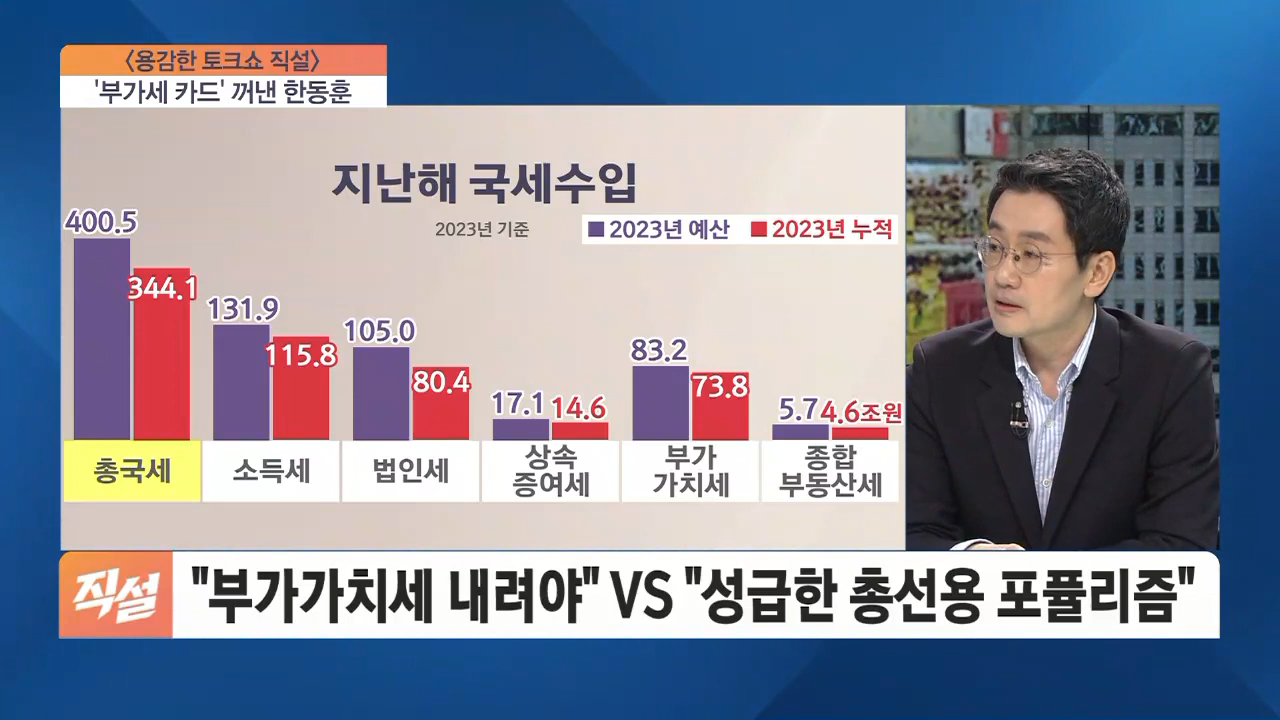 <용감한 토크쇼 직설>
'부가세 카드' 꺼낸 한동훈
지난해 국세수입
2023년 기준
■ 2023년 예산 ■ 2023년 누적
400.5 344.1
131.9 115.8
105.0 80.4
17.1 14.6
83.2 73.8
5.7 4.6조원
총국세
소득세
법인세
상속
증여세
부가
가치세
종합
부동산세
직설
"부가가치세 내려야" VS "성급한 총선용 포퓰리즘"